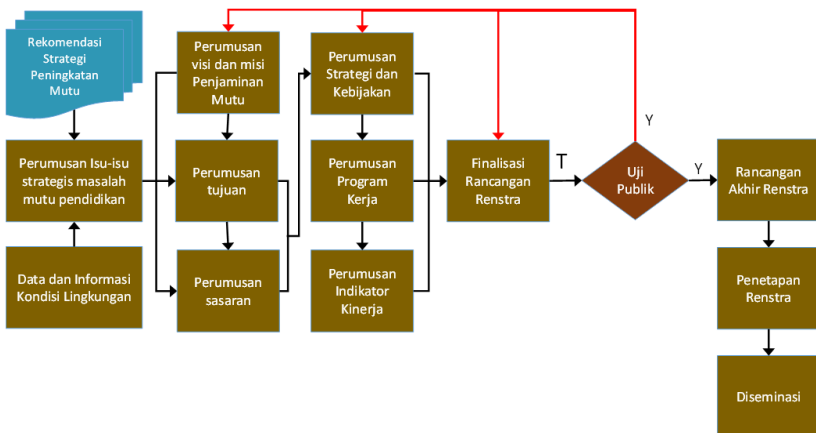 Rekomendasi
Strategi
Peningkatan
Mutu
Perumusan Isu-isu
strategis masalah
mutu pendidikan
Data dan Informasi
Kondisi Lingkungan
Perumusan
visi dan misi
Penjaminan
Mutu
Perumusan
tujuan
Perumusan
sasaran
Perumusan
Strategi dan
Kebijakan
Perumusan
Program
Kerja
Perumusan
Indikator
Kinerja
Finalisasi
Rancangan
Renstra
T
Uji
Publik
Y
Y
Rancangan
Akhir Renstra
Penetapan
Renstra
Diseminasi